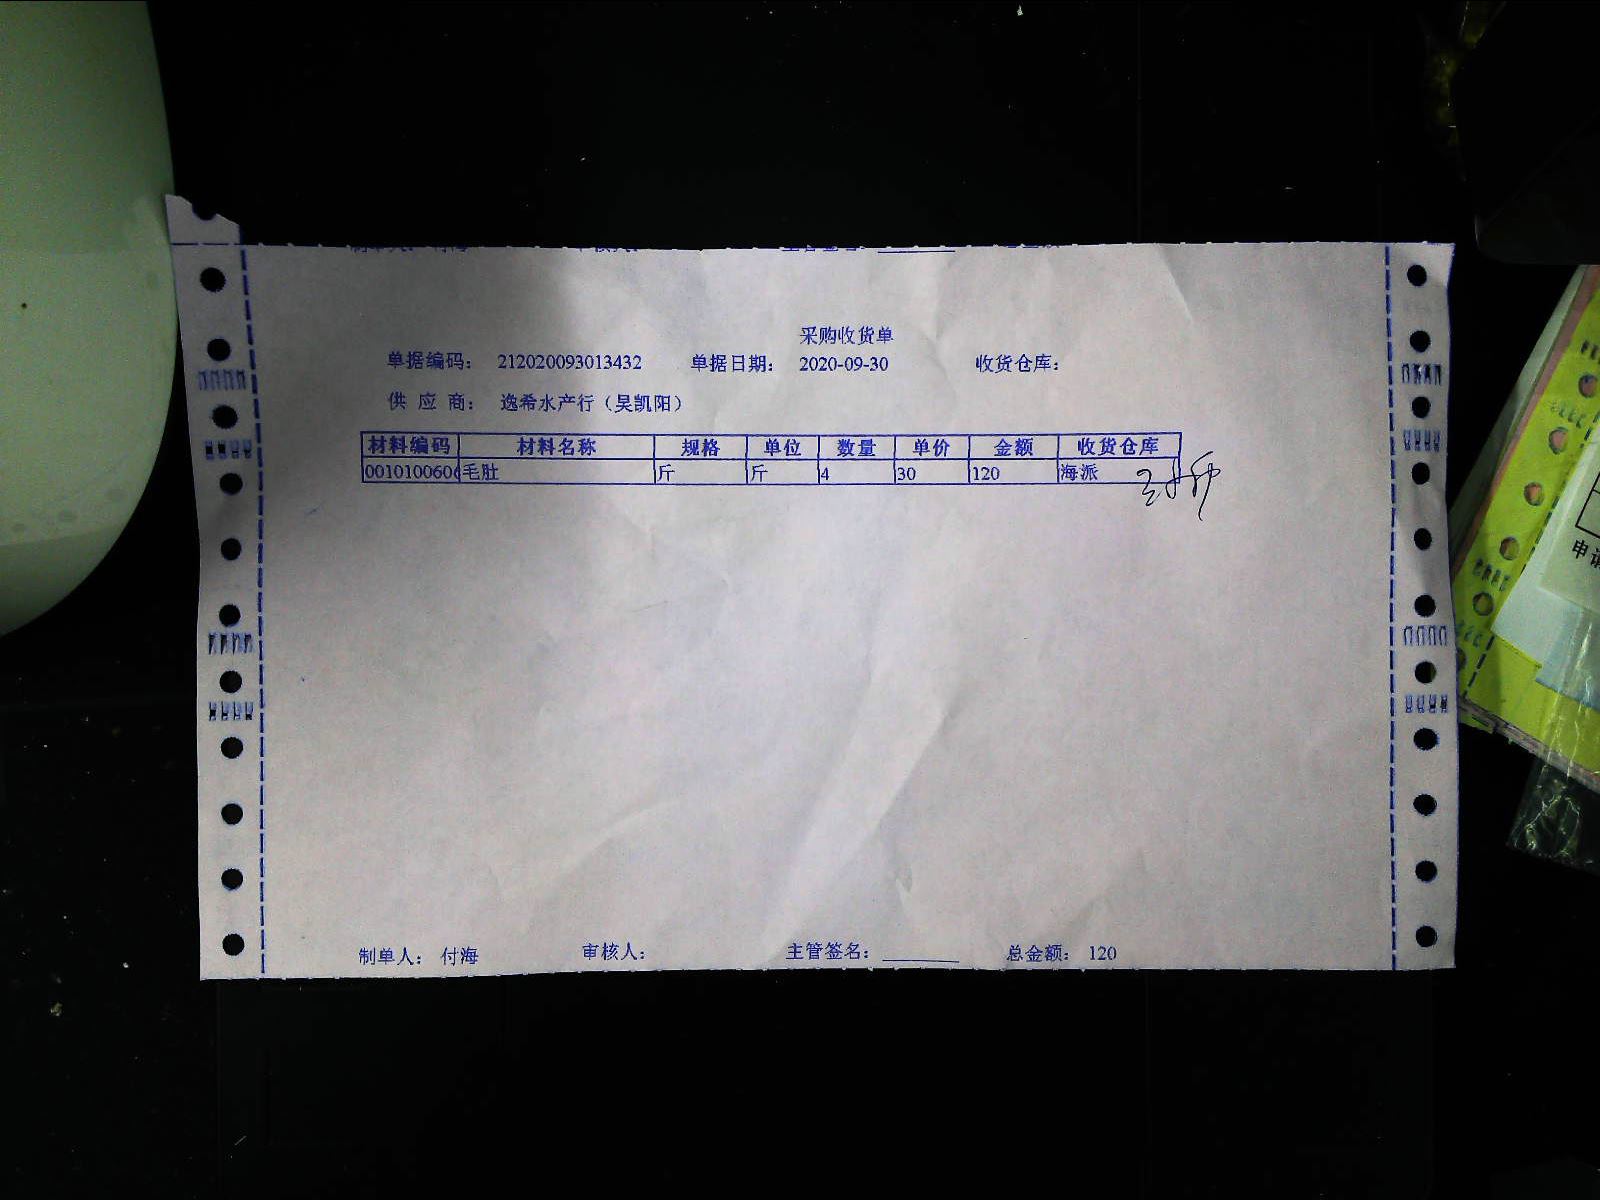 采购收货单
单据编码： 212020093013432 单据日期： 2020-09-30 收货仓库：
供 应 商： 逸希水产行（吴凯阳）
材料编码 材料名称 规格 单位 数量 单价 金额 收货仓库
0010100606 毛肚 斤 斤 4 30 120 海派
制单人： 付海 审核人： 主管签名： ________ 总金额： 120
申请